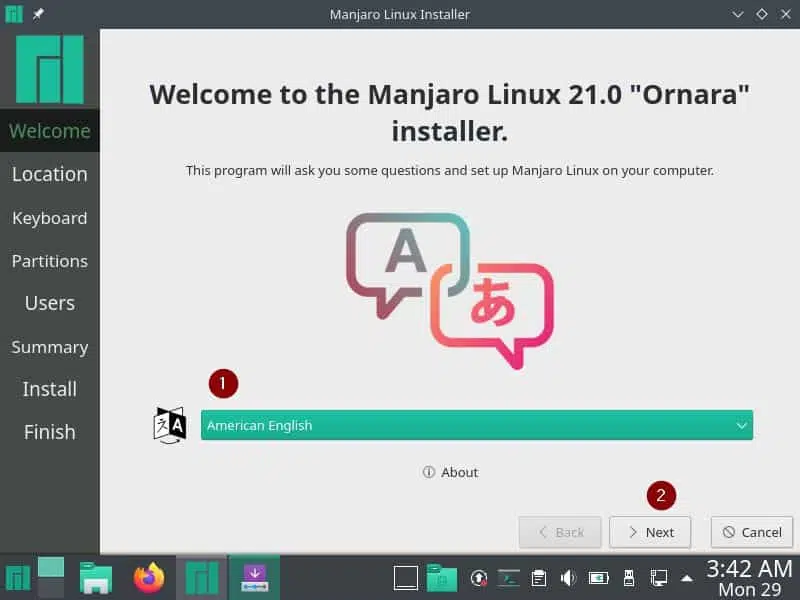 Manjaro Linux Installer
Welcome
Location
Keyboard
Partitions
Users
Summary
Install
Finish
Welcome to the Manjaro Linux 21.0 "Ornara"
installer.
This program will ask you some questions and set up Manjaro Linux on your computer.
A
あ
1
American English
About
2
Back
Next
Cancel
3:42 AM
Mon 29